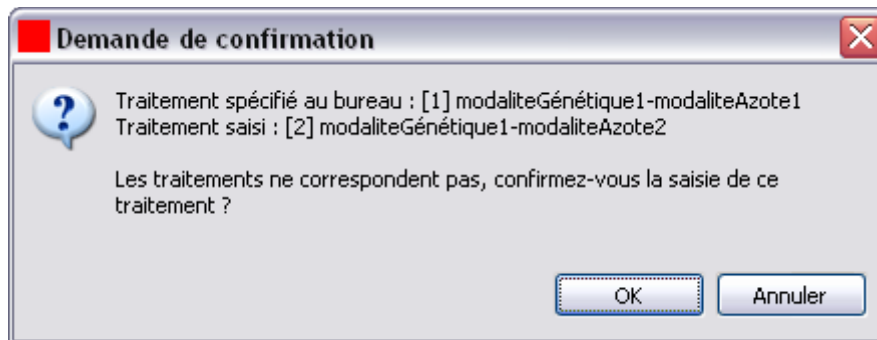 Demande de confirmation
Traitement spécifié au bureau : [1] modaliteGénétique1-modaliteAzote1
Traitement saisi : [2] modaliteGénétique1-modaliteAzote2
Les traitements ne correspondent pas, confirmez-vous la saisie de ce
traitement ?
OK
Annuler